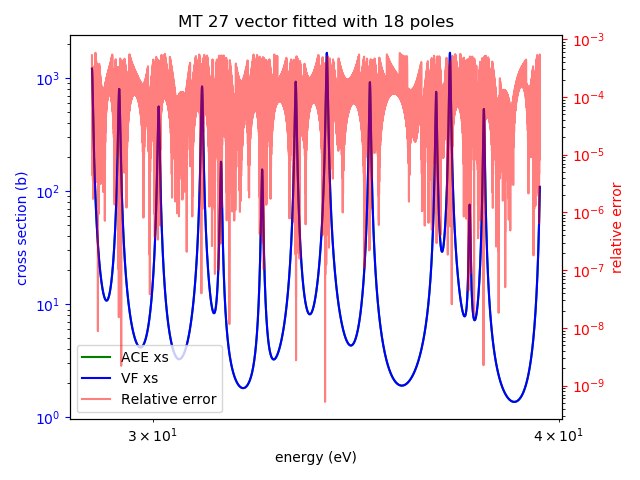 MT 27 vector fitted with 18 poles
cross section (b)
10³
10²
10¹
10⁰
10⁻³
10⁻⁴
10⁻⁵
10⁻⁶
10⁻⁷
10⁻⁸
10⁻⁹
relative error
ACE xs
VF xs
Relative error
3 × 10¹
4 × 10¹
energy (eV)